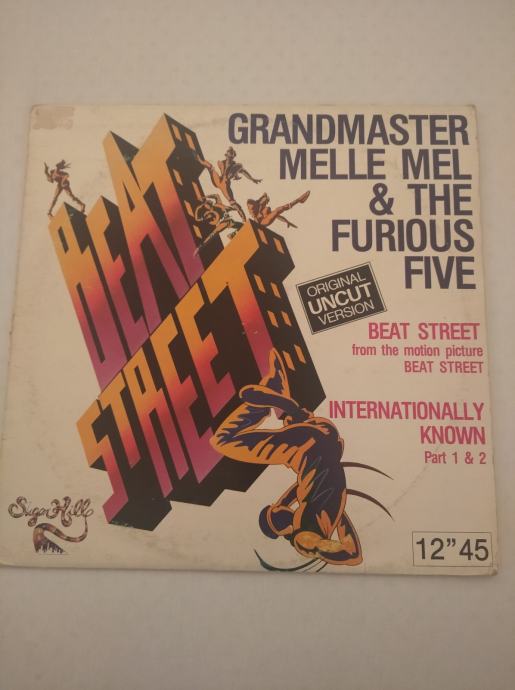 GRANDMASTER
MELLE MEL
& THE
FURIOUS
FIVE
BEAT
STREET
ORIGINAL
UNCUT
VERSION
BEAT STREET
from the motion picture
BEAT STREET
INTERNATIONALLY
KNOWN
Part 1 & 2
Sugar Hill
12" 45